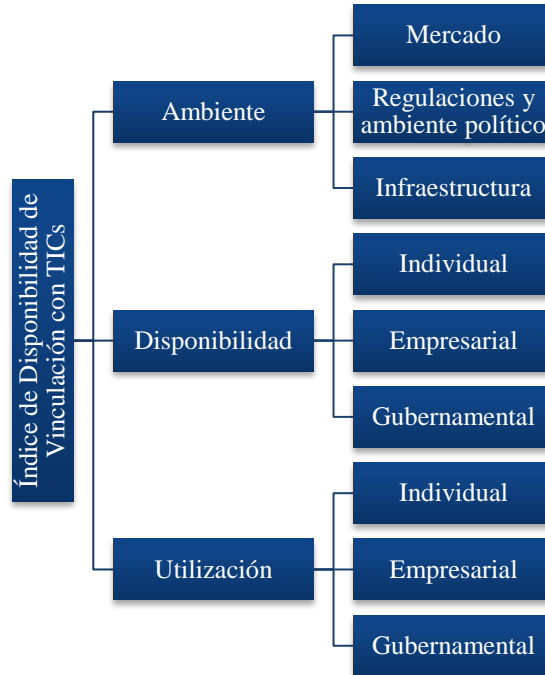 Índice de Disponibilidad de
Vinculación con TICs
Ambiente
Mercado
Regulaciones y
ambiente político
Infraestructura
Disponibilidad
Individual
Empresarial
Gubernamental
Utilización
Individual
Empresarial
Gubernamental